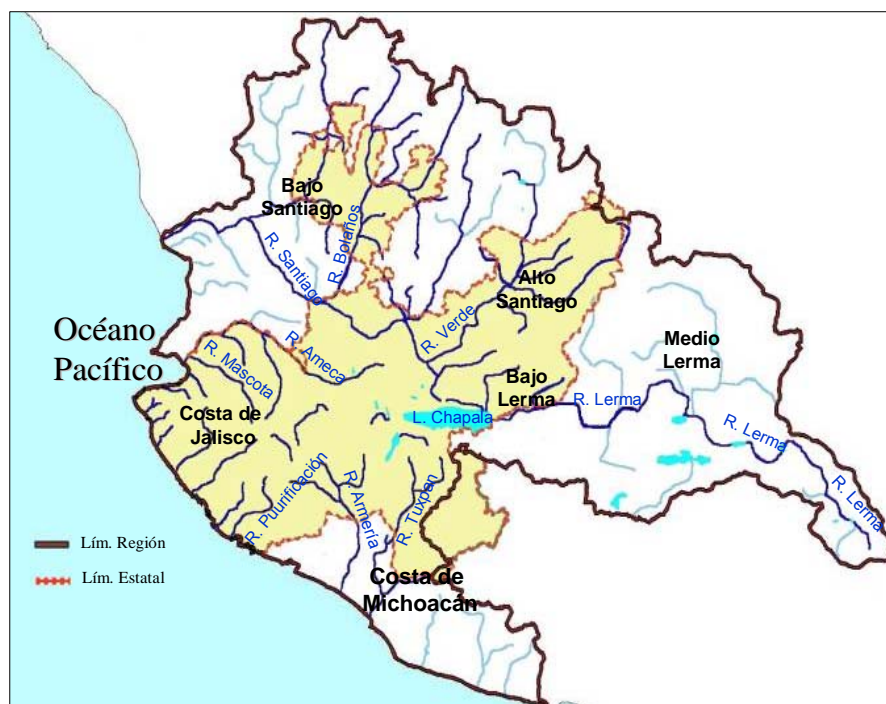 Bajo
Santiago
R. Bolaños
R. Santiago
Alto
Santiago
R. Verde
Océano
Pacífico
R. Mascota
R. Ameca
Medio
Lerma
Bajo
Lerma
R. Lerma
Costa de
Jalisco
L. Chapala
R. Lerma
R. Lerma
R. Puurificación
R. Armería
R. Tuxpan
Lím. Región
Lím. Estatal
Costa de
Michoacán